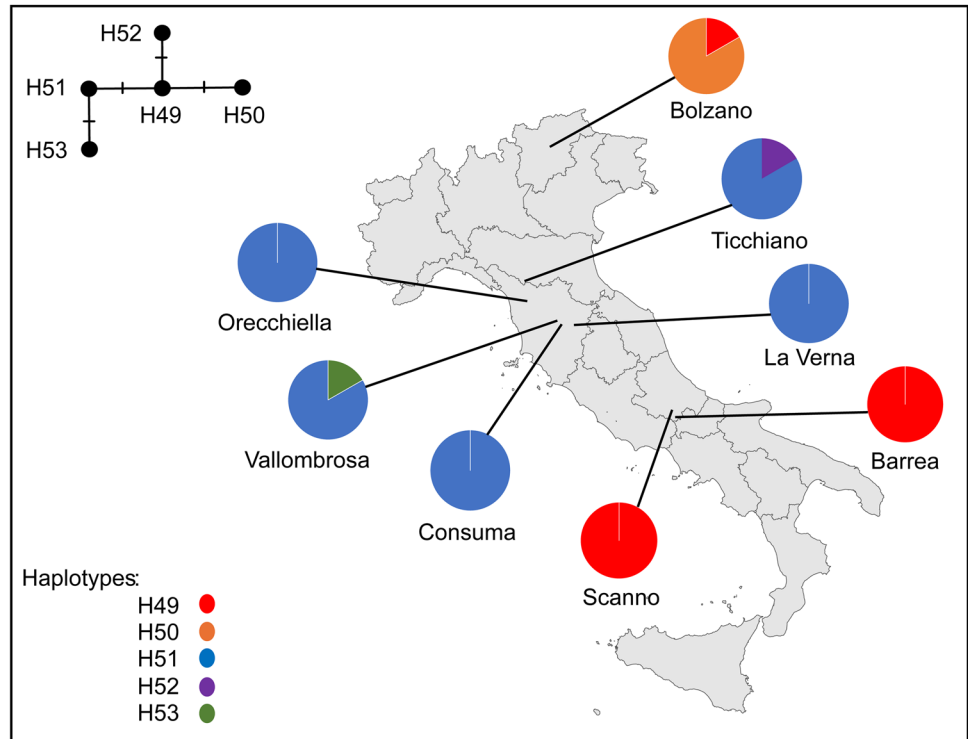 H52
H51
H49
H50
H53
Bolzano
Ticchiano
Orecchiella
La Verna
Vallombrosa
Consuma
Barrea
Scanno
Haplotypes:
H49
H50
H51
H52
H53